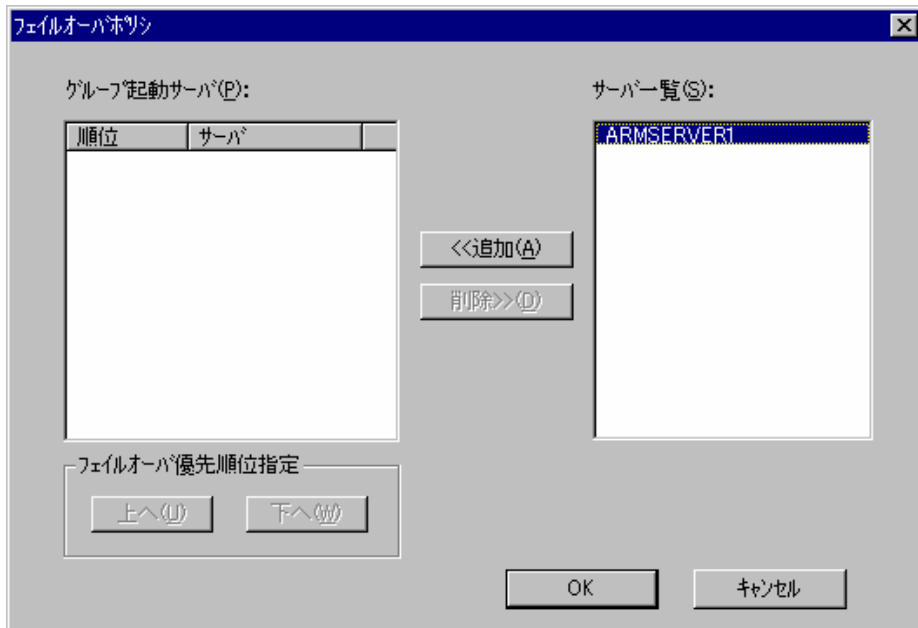 フェイルオーバポリシ
グループ起動サーバ(P):
サーバ一覧(S):
順位 サーバ
ARMSERVER1
<<追加(A)
削除>>(D)
フェイルオーバ優先順位指定
上へ(U) 下へ(W)
OK キャンセル